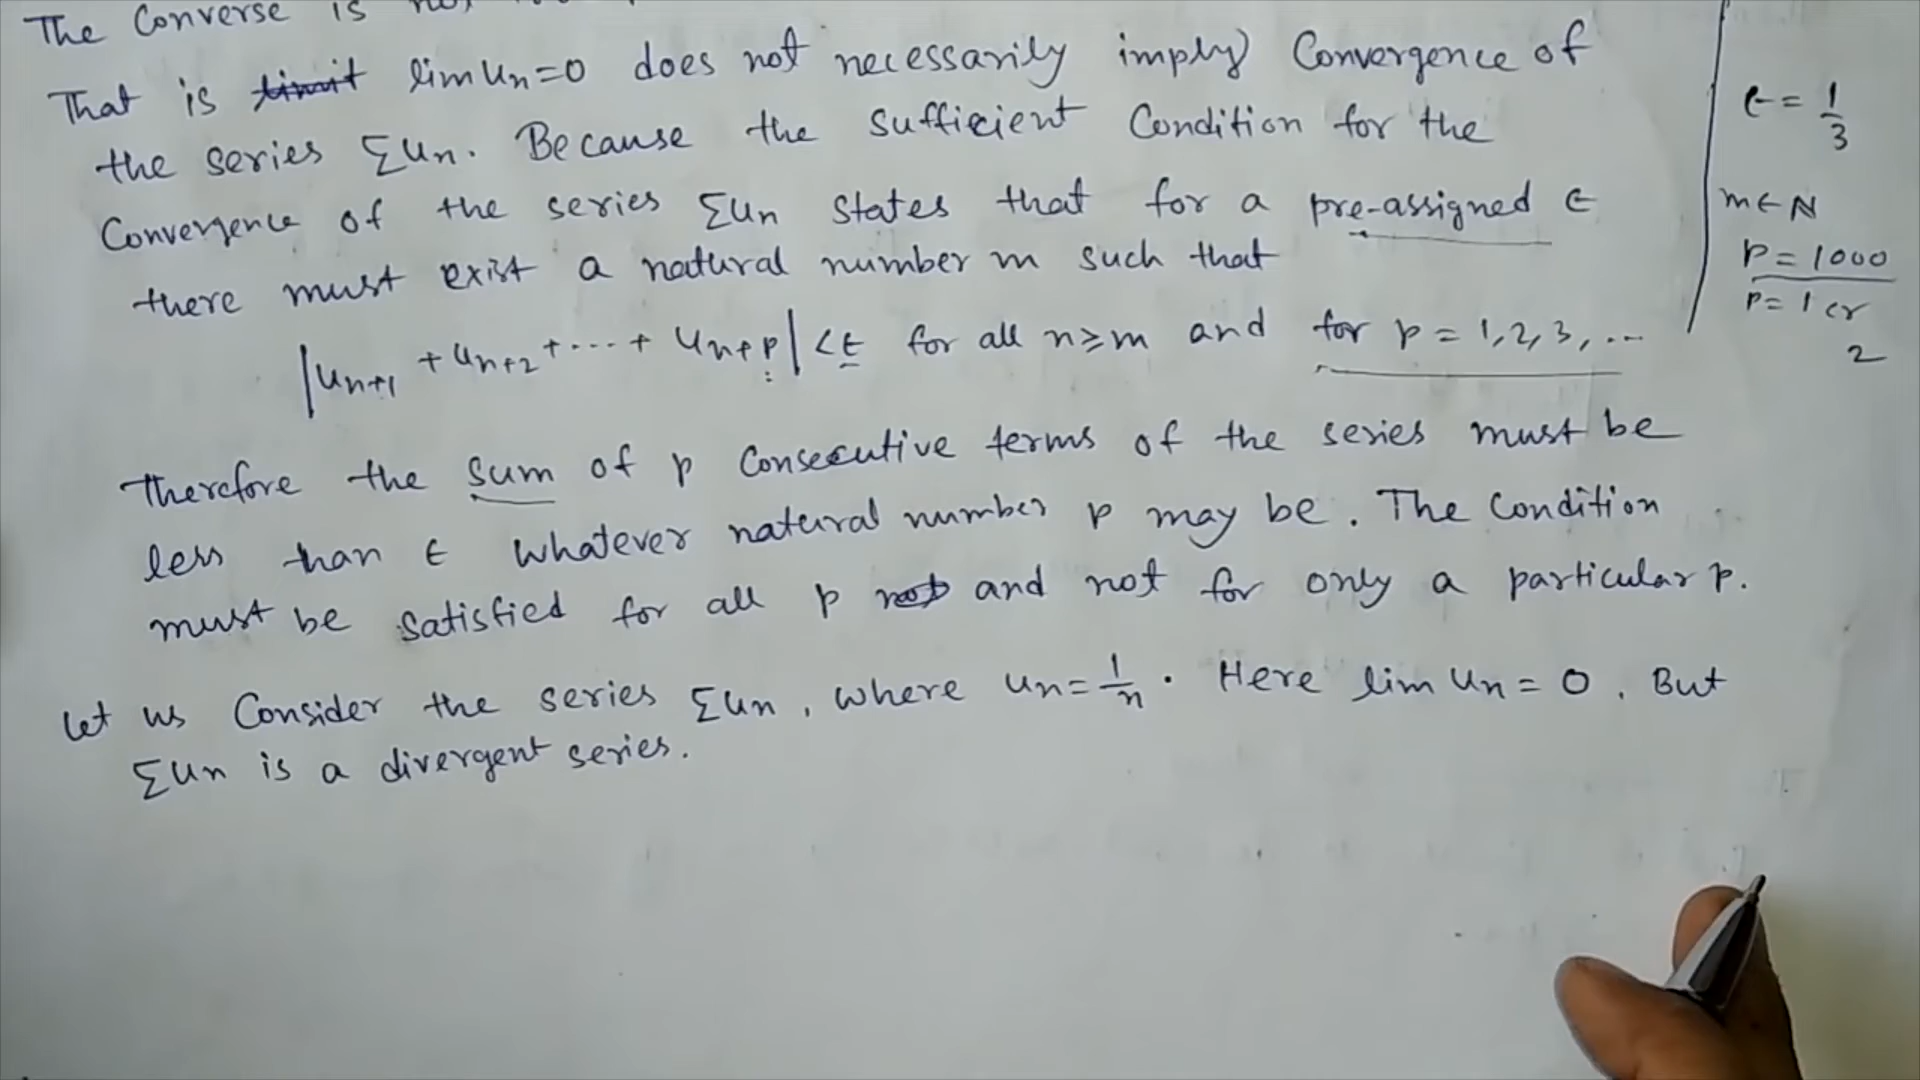 The Converse is
That is limit lim un=0 does not necessarily imply Convergence of
the series Σun. Because the sufficient Condition for the
Convergence of the series Σun states that for a pre-assigned ∈
there must exist a natural number m such that
|un+1 + un+2 + ... + un+p| < ∈ for all n≥m and for p = 1,2,3,...
Therefore the sum of p Consecutive terms of the series must be
less than ∈ whatever natural number p may be. The Condition
must be satisfied for all p not and not for only a particular p.
Let us Consider the series Σun, where un = 1/n. Here lim un = 0. But
Σun is a divergent series.
∈ = 1/3
m ∈ N
p = 1000
p = 1 cr
2